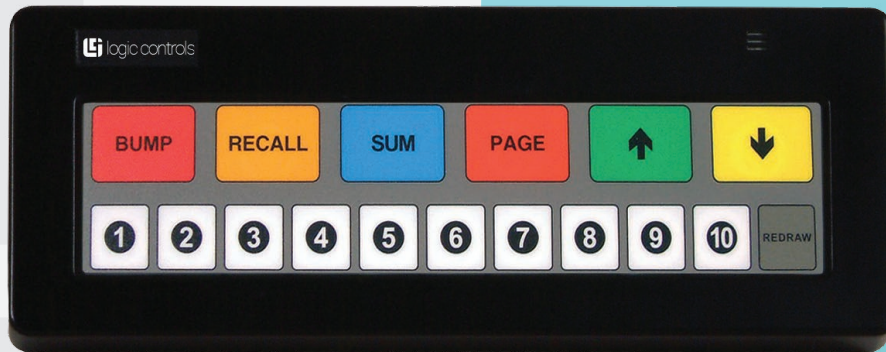 logic controls
BUMP RECALL SUM PAGE
1 2 3 4 5 6 7 8 9 10 REDRAW